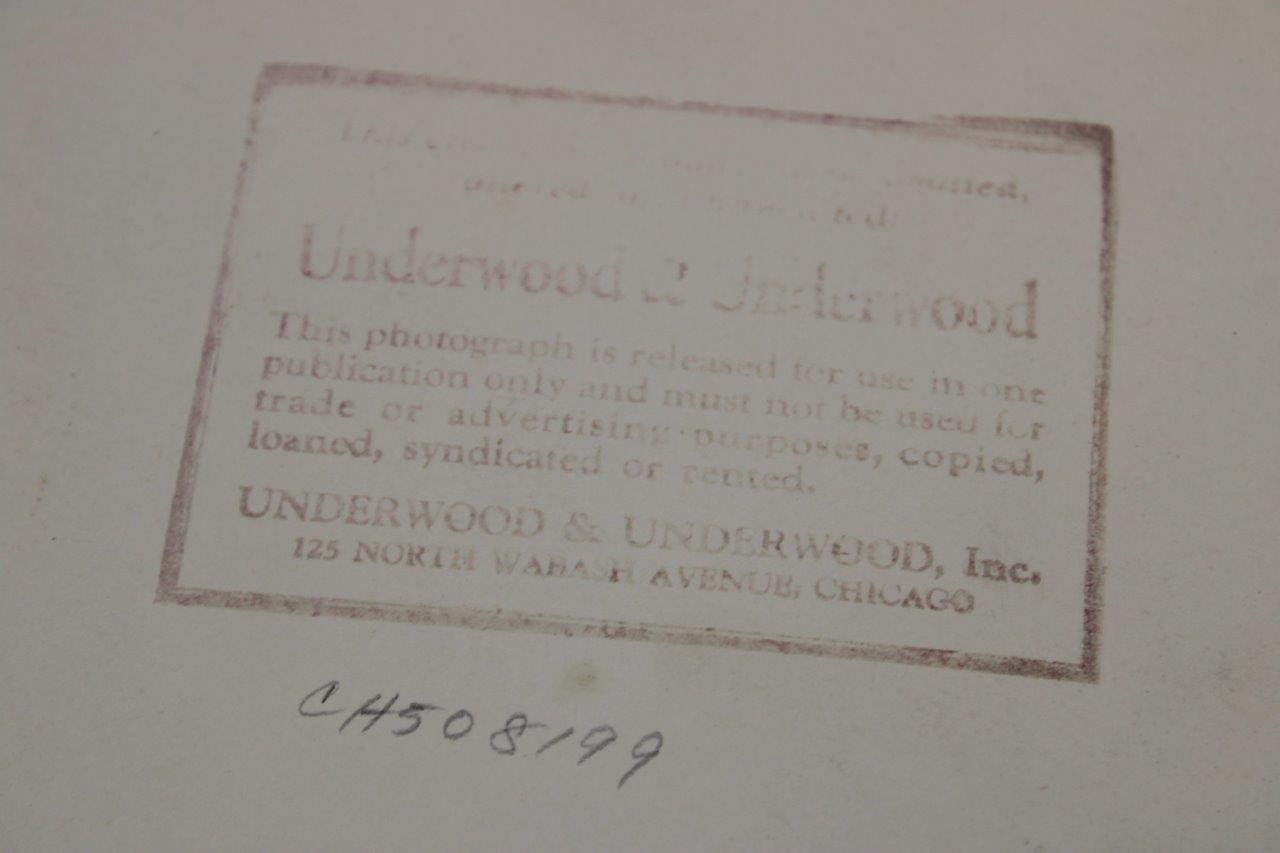 This
Underwood & Underwood
This photograph is released for use in one
publication only and must not be used for
trade or advertising purposes, copied,
loaned, syndicated or rented.
UNDERWOOD & UNDERWOOD, Inc.
125 NORTH WABASH AVENUE, CHICAGO
CH508199